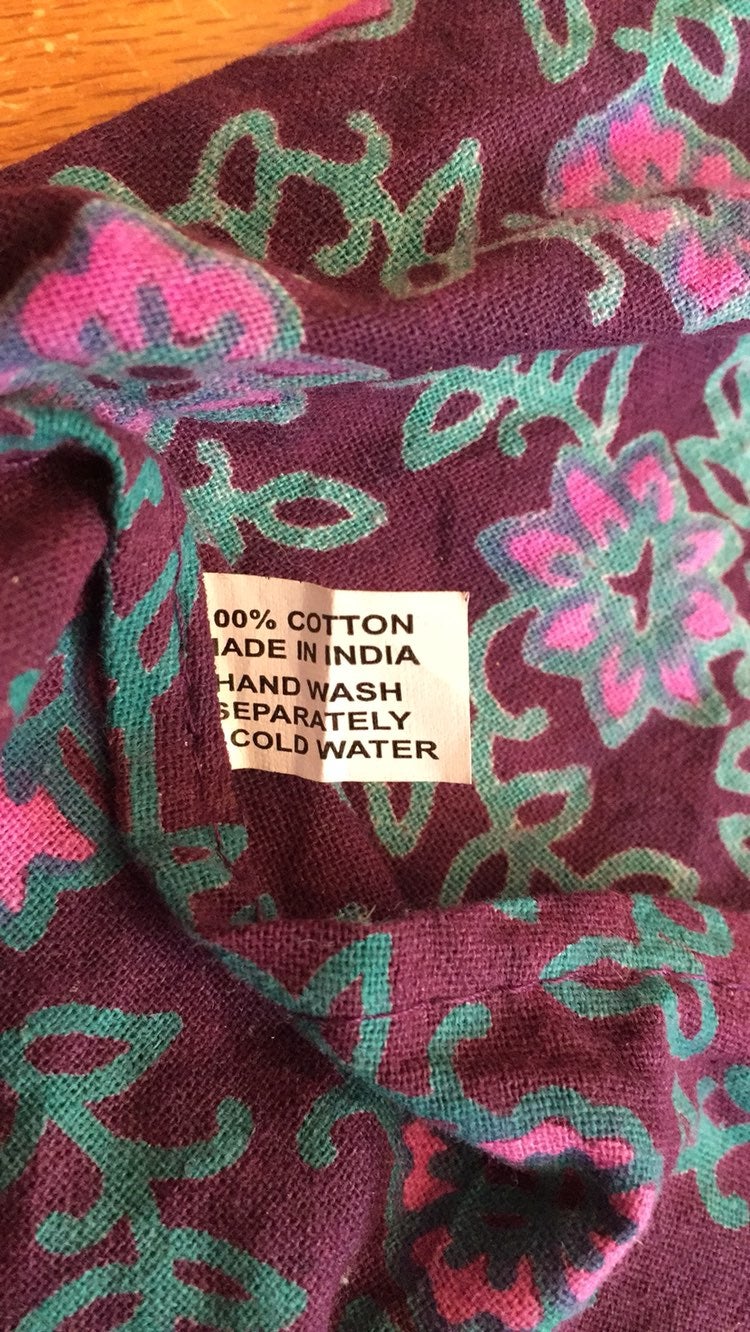 00% COTTON
ADE IN INDIA
HAND WASH
SEPARATELY
COLD WATER